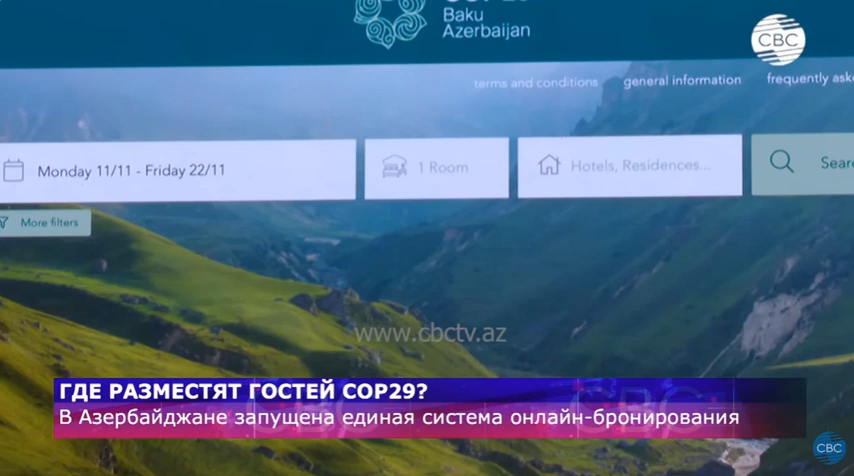 Baku
Azerbaijan
CBC
terms and conditions general information frequently
Monday 11/11 - Friday 22/11
1 Room
Hotels, Residences...
More filters
www.cbctv.az
ГДЕ РАЗМЕСТЯТ ГОСТЕЙ COP29?
В Азербайджане запущена единая система онлайн-бронирования
CBC